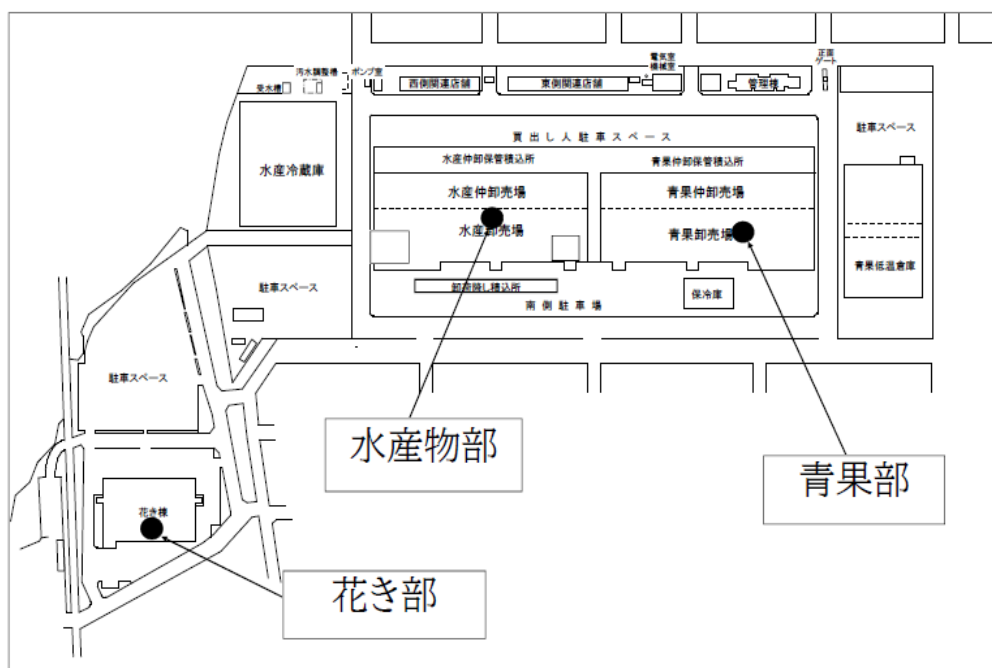 電気室
機械室
正面
ゲート
汚水調整槽
ポンプ室
受水槽
西側関連店舗
東側関連店舗
管理棟
駐車スペース
買出し人駐車スペース
水産仲卸保管積込所
青果仲卸保管積込所
水産冷蔵庫
水産仲卸売場
青果仲卸売場
水産卸売場
青果卸売場
青果低温倉庫
駐車スペース
卸荷降し積込所
保冷庫
南側駐車場
駐車スペース
水産物部
青果部
花き棟
花き部